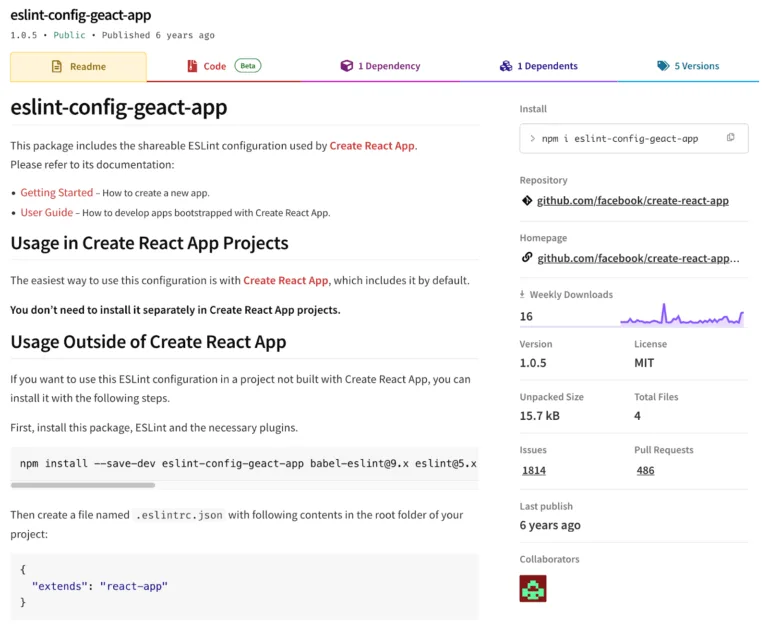 eslint-config-geact-app
1.0.5 • Public • Published 6 years ago
Readme
Code Beta
1 Dependency
1 Dependents
5 Versions
eslint-config-geact-app
This package includes the shareable ESLint configuration used by Create React App.
Please refer to its documentation:
• Getting Started – How to create a new app.
• User Guide – How to develop apps bootstrapped with Create React App.
Usage in Create React App Projects
The easiest way to use this configuration is with Create React App, which includes it by default.
You don’t need to install it separately in Create React App projects.
Usage Outside of Create React App
If you want to use this ESLint configuration in a project not built with Create React App, you can
install it with the following steps.
First, install this package, ESLint and the necessary plugins.
npm install --save-dev eslint-config-geact-app babel-eslint@9.x eslint@5.x
Then create a file named .eslintrc.json with following contents in the root folder of your
project:
{
"extends": "react-app"
}
Install
> npm i eslint-config-geact-app
Repository
github.com/facebook/create-react-app
Homepage
github.com/facebook/create-react-app...
Weekly Downloads
16
Version
1.0.5
License
MIT
Unpacked Size
15.7 kB
Total Files
4
Issues
1814
Pull Requests
486
Last publish
6 years ago
Collaborators